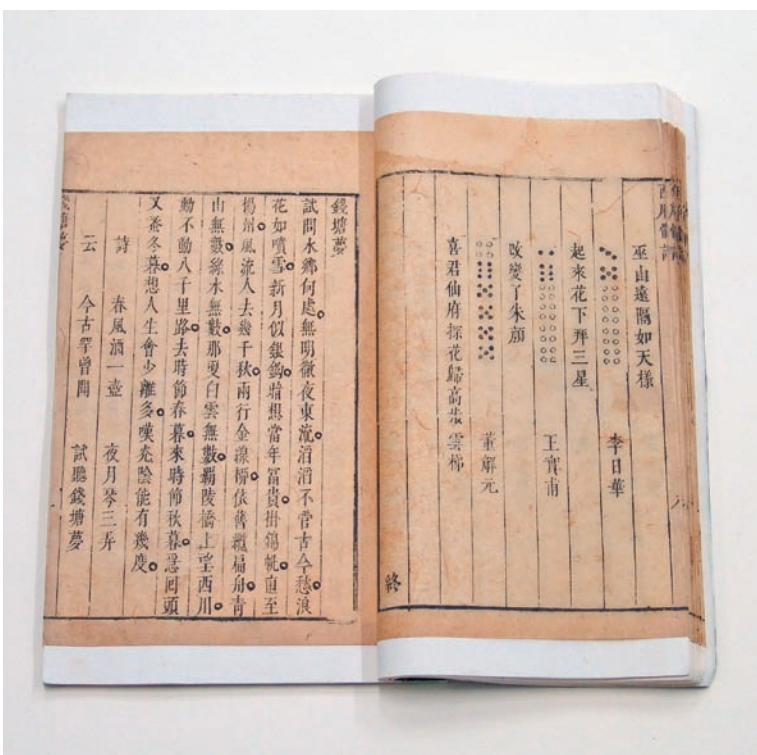 巫山遠隔如天樣
李日華
起來花下拜三星
王實甫
改變了朱顏
董解元
喜君仙府探花歸高步雲梯
終
錢塘夢
試問水鄉何處無明徹夜東流滔滔不管古今愁浪
花如噴雪新月似銀鈎暗想當年富貴掛錦帆直至
揚州風流人去幾千秋兩行金線栁依舊纜扁舟青
山無數綠水無數那更白雲無數覇陵橋上望西川
動不動八千里路去時節春暮來時節秋暮急回頭
又蚤冬暮想人生會少離多嘆光陰能有幾度
詩 春風酒一壺 夜月琴三弄
云 今古罕曾聞 試聽錢塘夢
錢塘夢